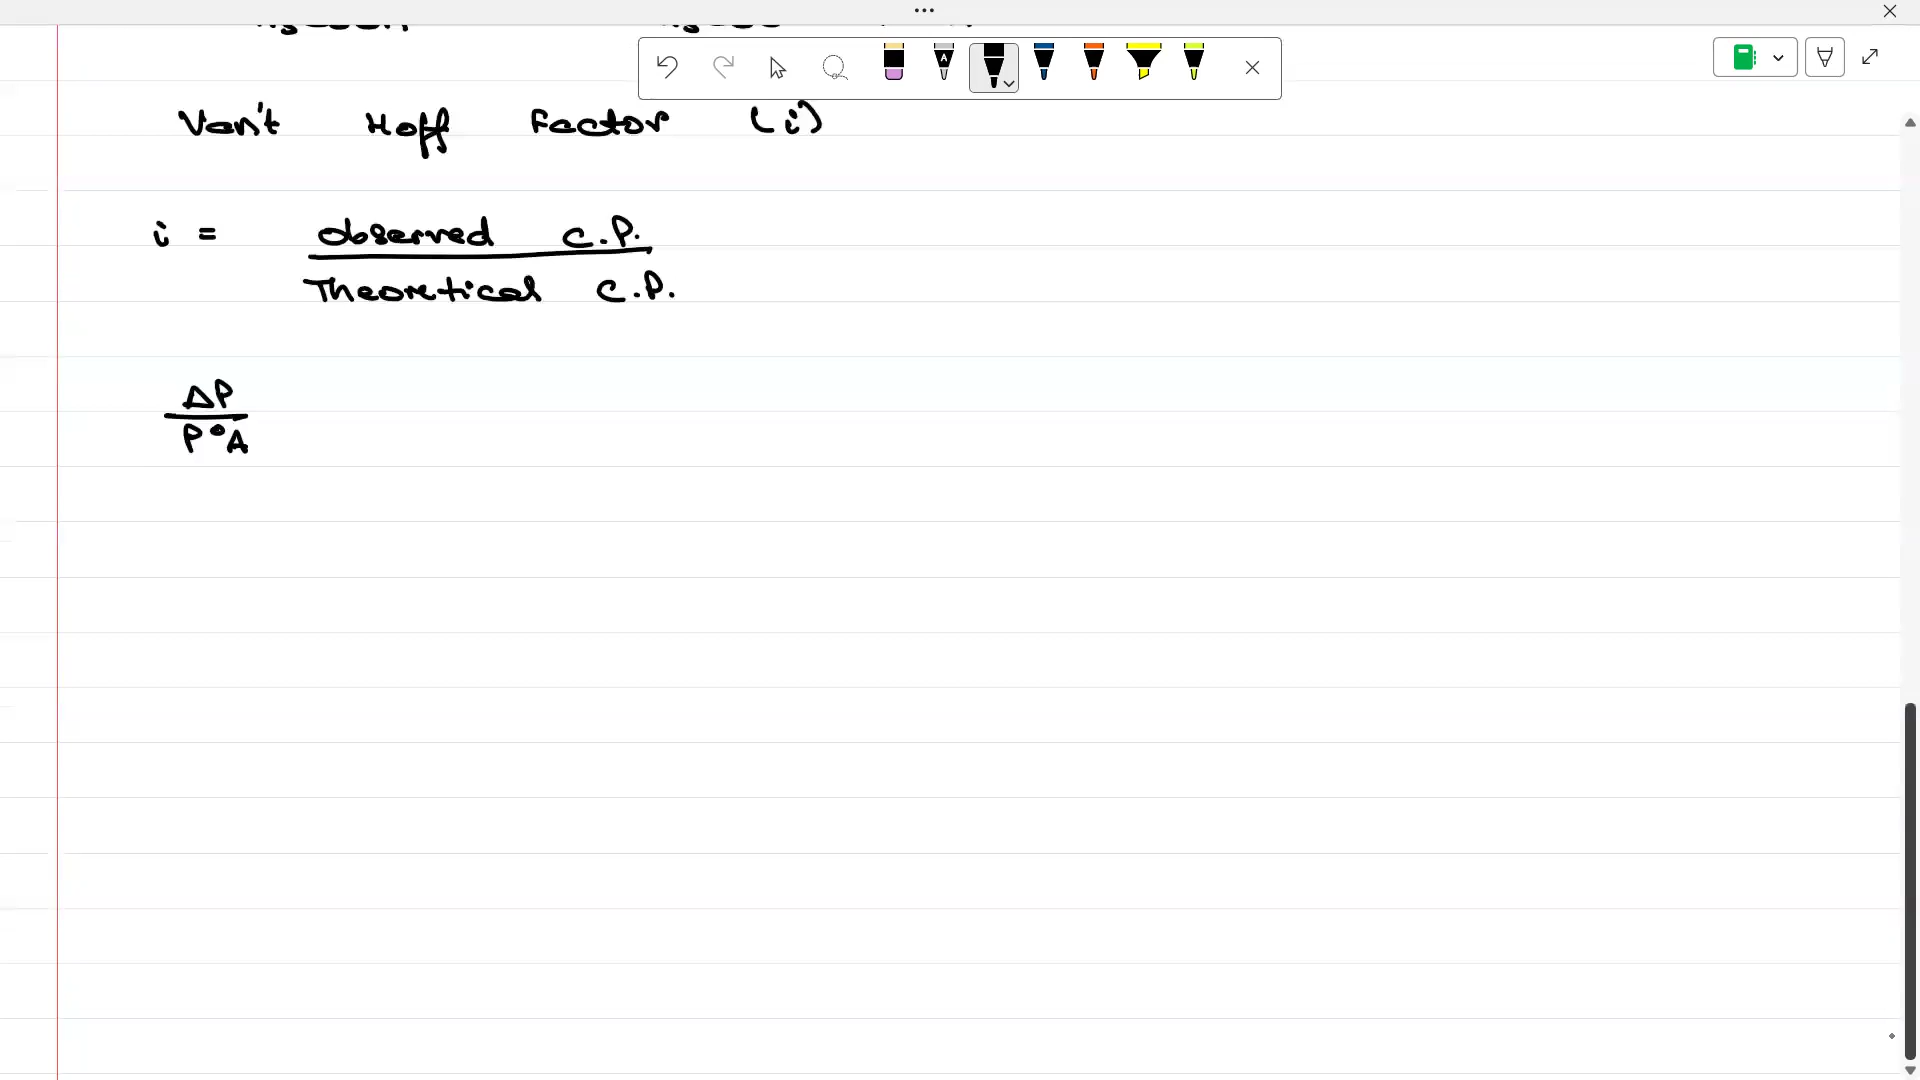 Van't Hoff Factor (i)
i = observed C.P.
Theoretical C.P.
ΔP
P°A